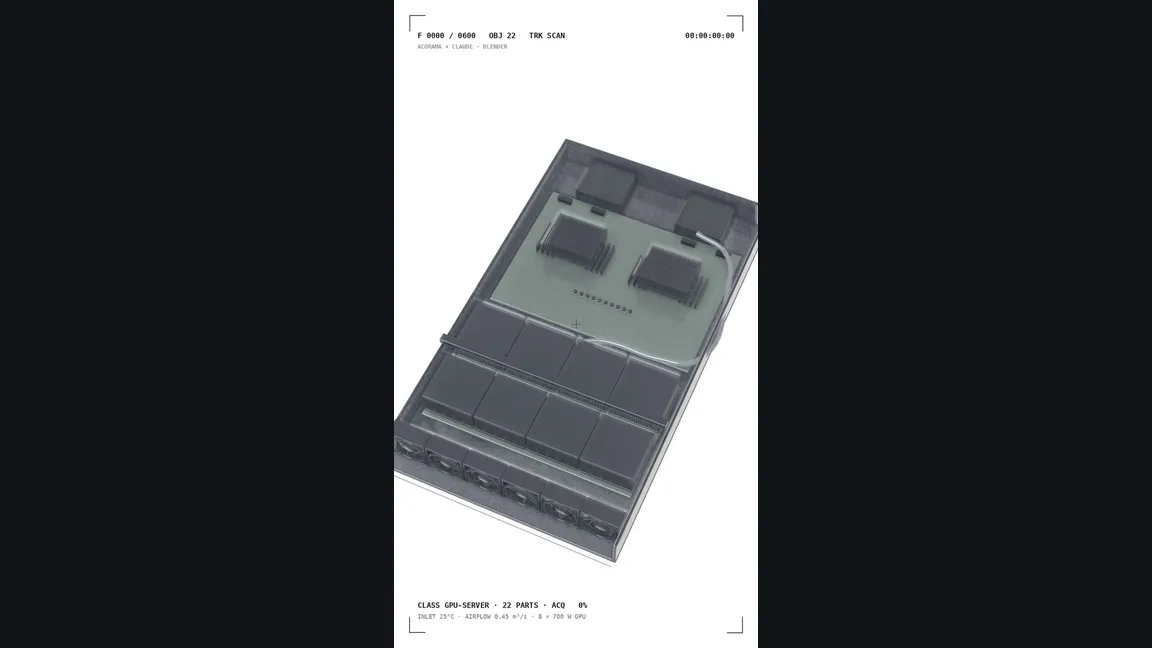 F 0000 / 0600 OBJ 22 TRK SCAN 00:00:00:00
ACORAMA × CLAUDE · BLENDER
CLASS GPU-SERVER · 22 PARTS · ACQ 0%
INLET 25°C · AIRFLOW 0.45 m³/s · 8 × 700 W GPU